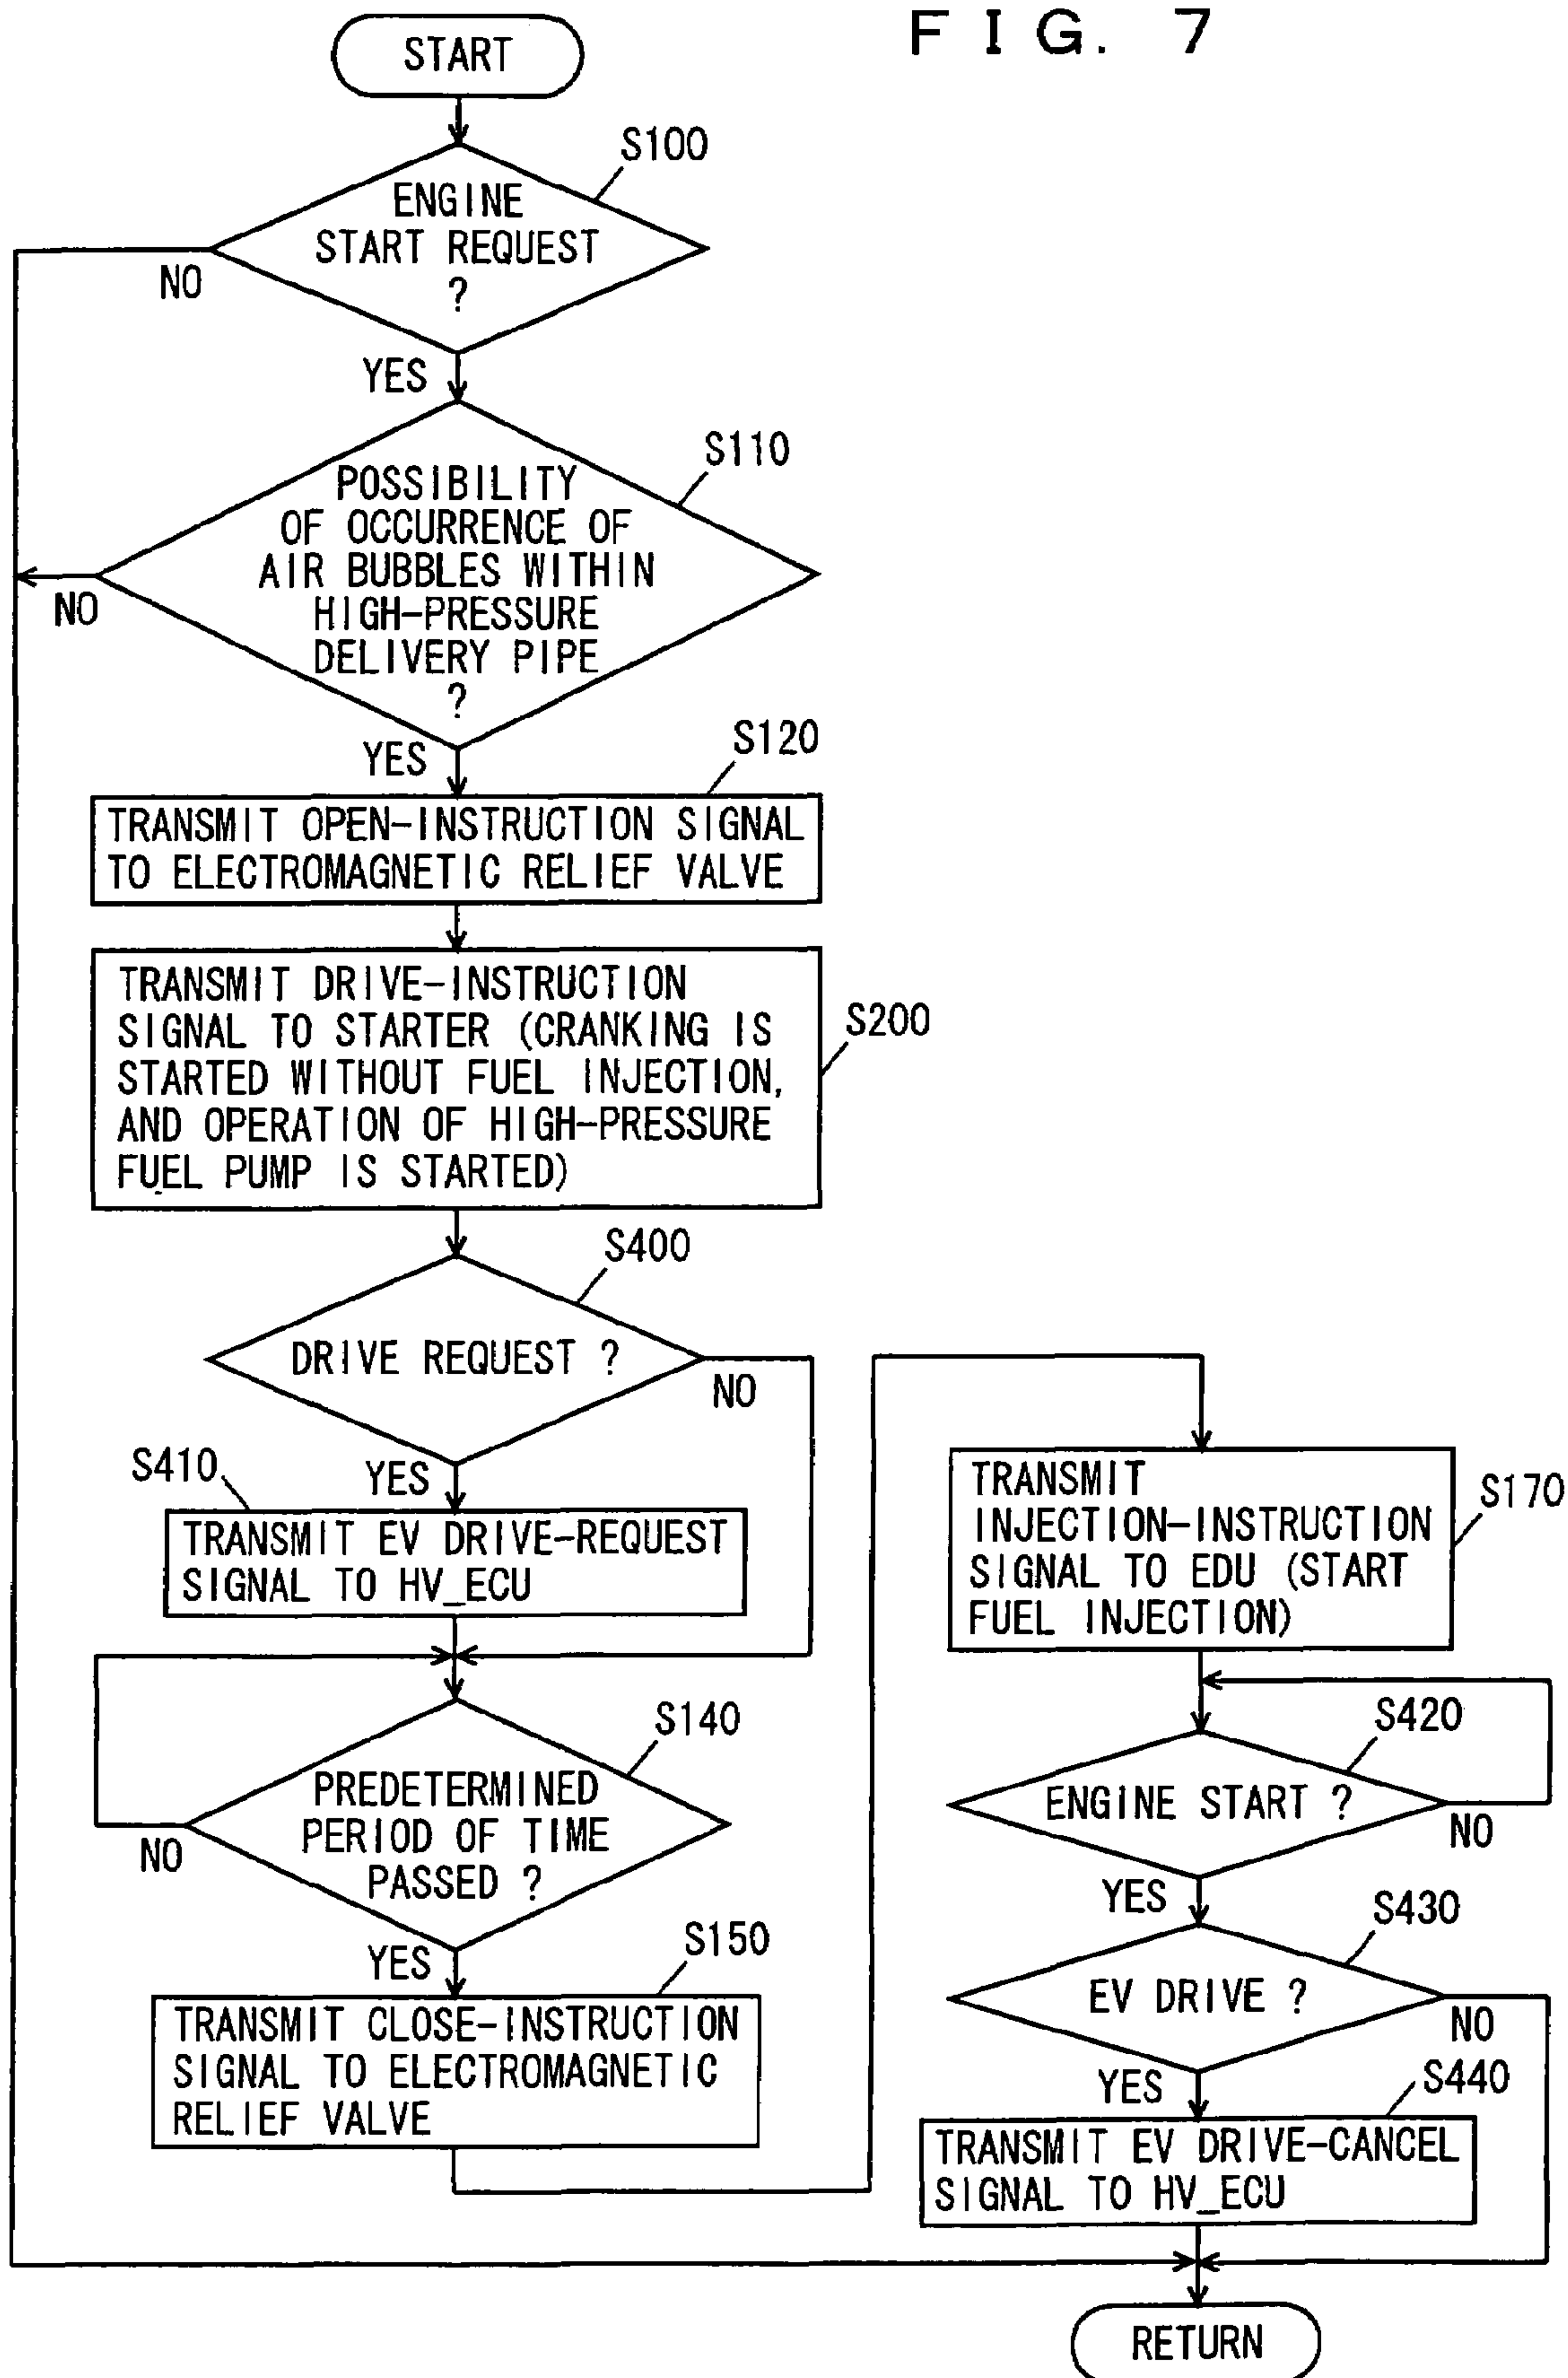 FIG. 7
START
S100
ENGINE
START REQUEST
?
NO
YES
S110
POSSIBILITY
OF OCCURRENCE OF
AIR BUBBLES WITHIN
HIGH-PRESSURE
DELIVERY PIPE
?
NO
YES
S120
TRANSMIT OPEN-INSTRUCTION SIGNAL
TO ELECTROMAGNETIC RELIEF VALVE
TRANSMIT DRIVE-INSTRUCTION
SIGNAL TO STARTER (CRANKING IS
STARTED WITHOUT FUEL INJECTION,
AND OPERATION OF HIGH-PRESSURE
FUEL PUMP IS STARTED)
S200
S400
DRIVE REQUEST ?
NO
YES
S410
TRANSMIT EV DRIVE-REQUEST
SIGNAL TO HV_ECU
S140
PREDETERMINED
PERIOD OF TIME
PASSED ?
NO
YES
S150
TRANSMIT CLOSE-INSTRUCTION
SIGNAL TO ELECTROMAGNETIC
RELIEF VALVE
TRANSMIT
INJECTION-INSTRUCTION
SIGNAL TO EDU (START
FUEL INJECTION)
S170
S420
ENGINE START ?
NO
YES
S430
EV DRIVE ?
NO
YES
S440
TRANSMIT EV DRIVE-CANCEL
SIGNAL TO HV_ECU
RETURN